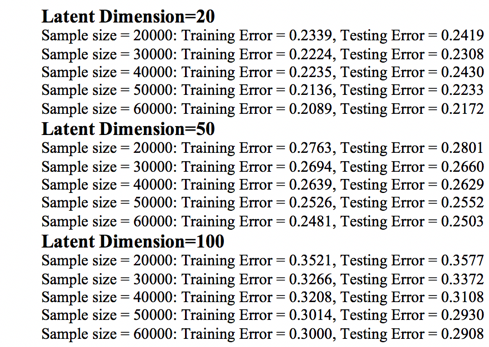 Latent Dimension=20
Sample size = 20000: Training Error = 0.2339, Testing Error = 0.2419
Sample size = 30000: Training Error = 0.2224, Testing Error = 0.2308
Sample size = 40000: Training Error = 0.2235, Testing Error = 0.2430
Sample size = 50000: Training Error = 0.2136, Testing Error = 0.2233
Sample size = 60000: Training Error = 0.2089, Testing Error = 0.2172
Latent Dimension=50
Sample size = 20000: Training Error = 0.2763, Testing Error = 0.2801
Sample size = 30000: Training Error = 0.2694, Testing Error = 0.2660
Sample size = 40000: Training Error = 0.2639, Testing Error = 0.2629
Sample size = 50000: Training Error = 0.2526, Testing Error = 0.2552
Sample size = 60000: Training Error = 0.2481, Testing Error = 0.2503
Latent Dimension=100
Sample size = 20000: Training Error = 0.3521, Testing Error = 0.3577
Sample size = 30000: Training Error = 0.3266, Testing Error = 0.3372
Sample size = 40000: Training Error = 0.3208, Testing Error = 0.3108
Sample size = 50000: Training Error = 0.3014, Testing Error = 0.2930
Sample size = 60000: Training Error = 0.3000, Testing Error = 0.2908